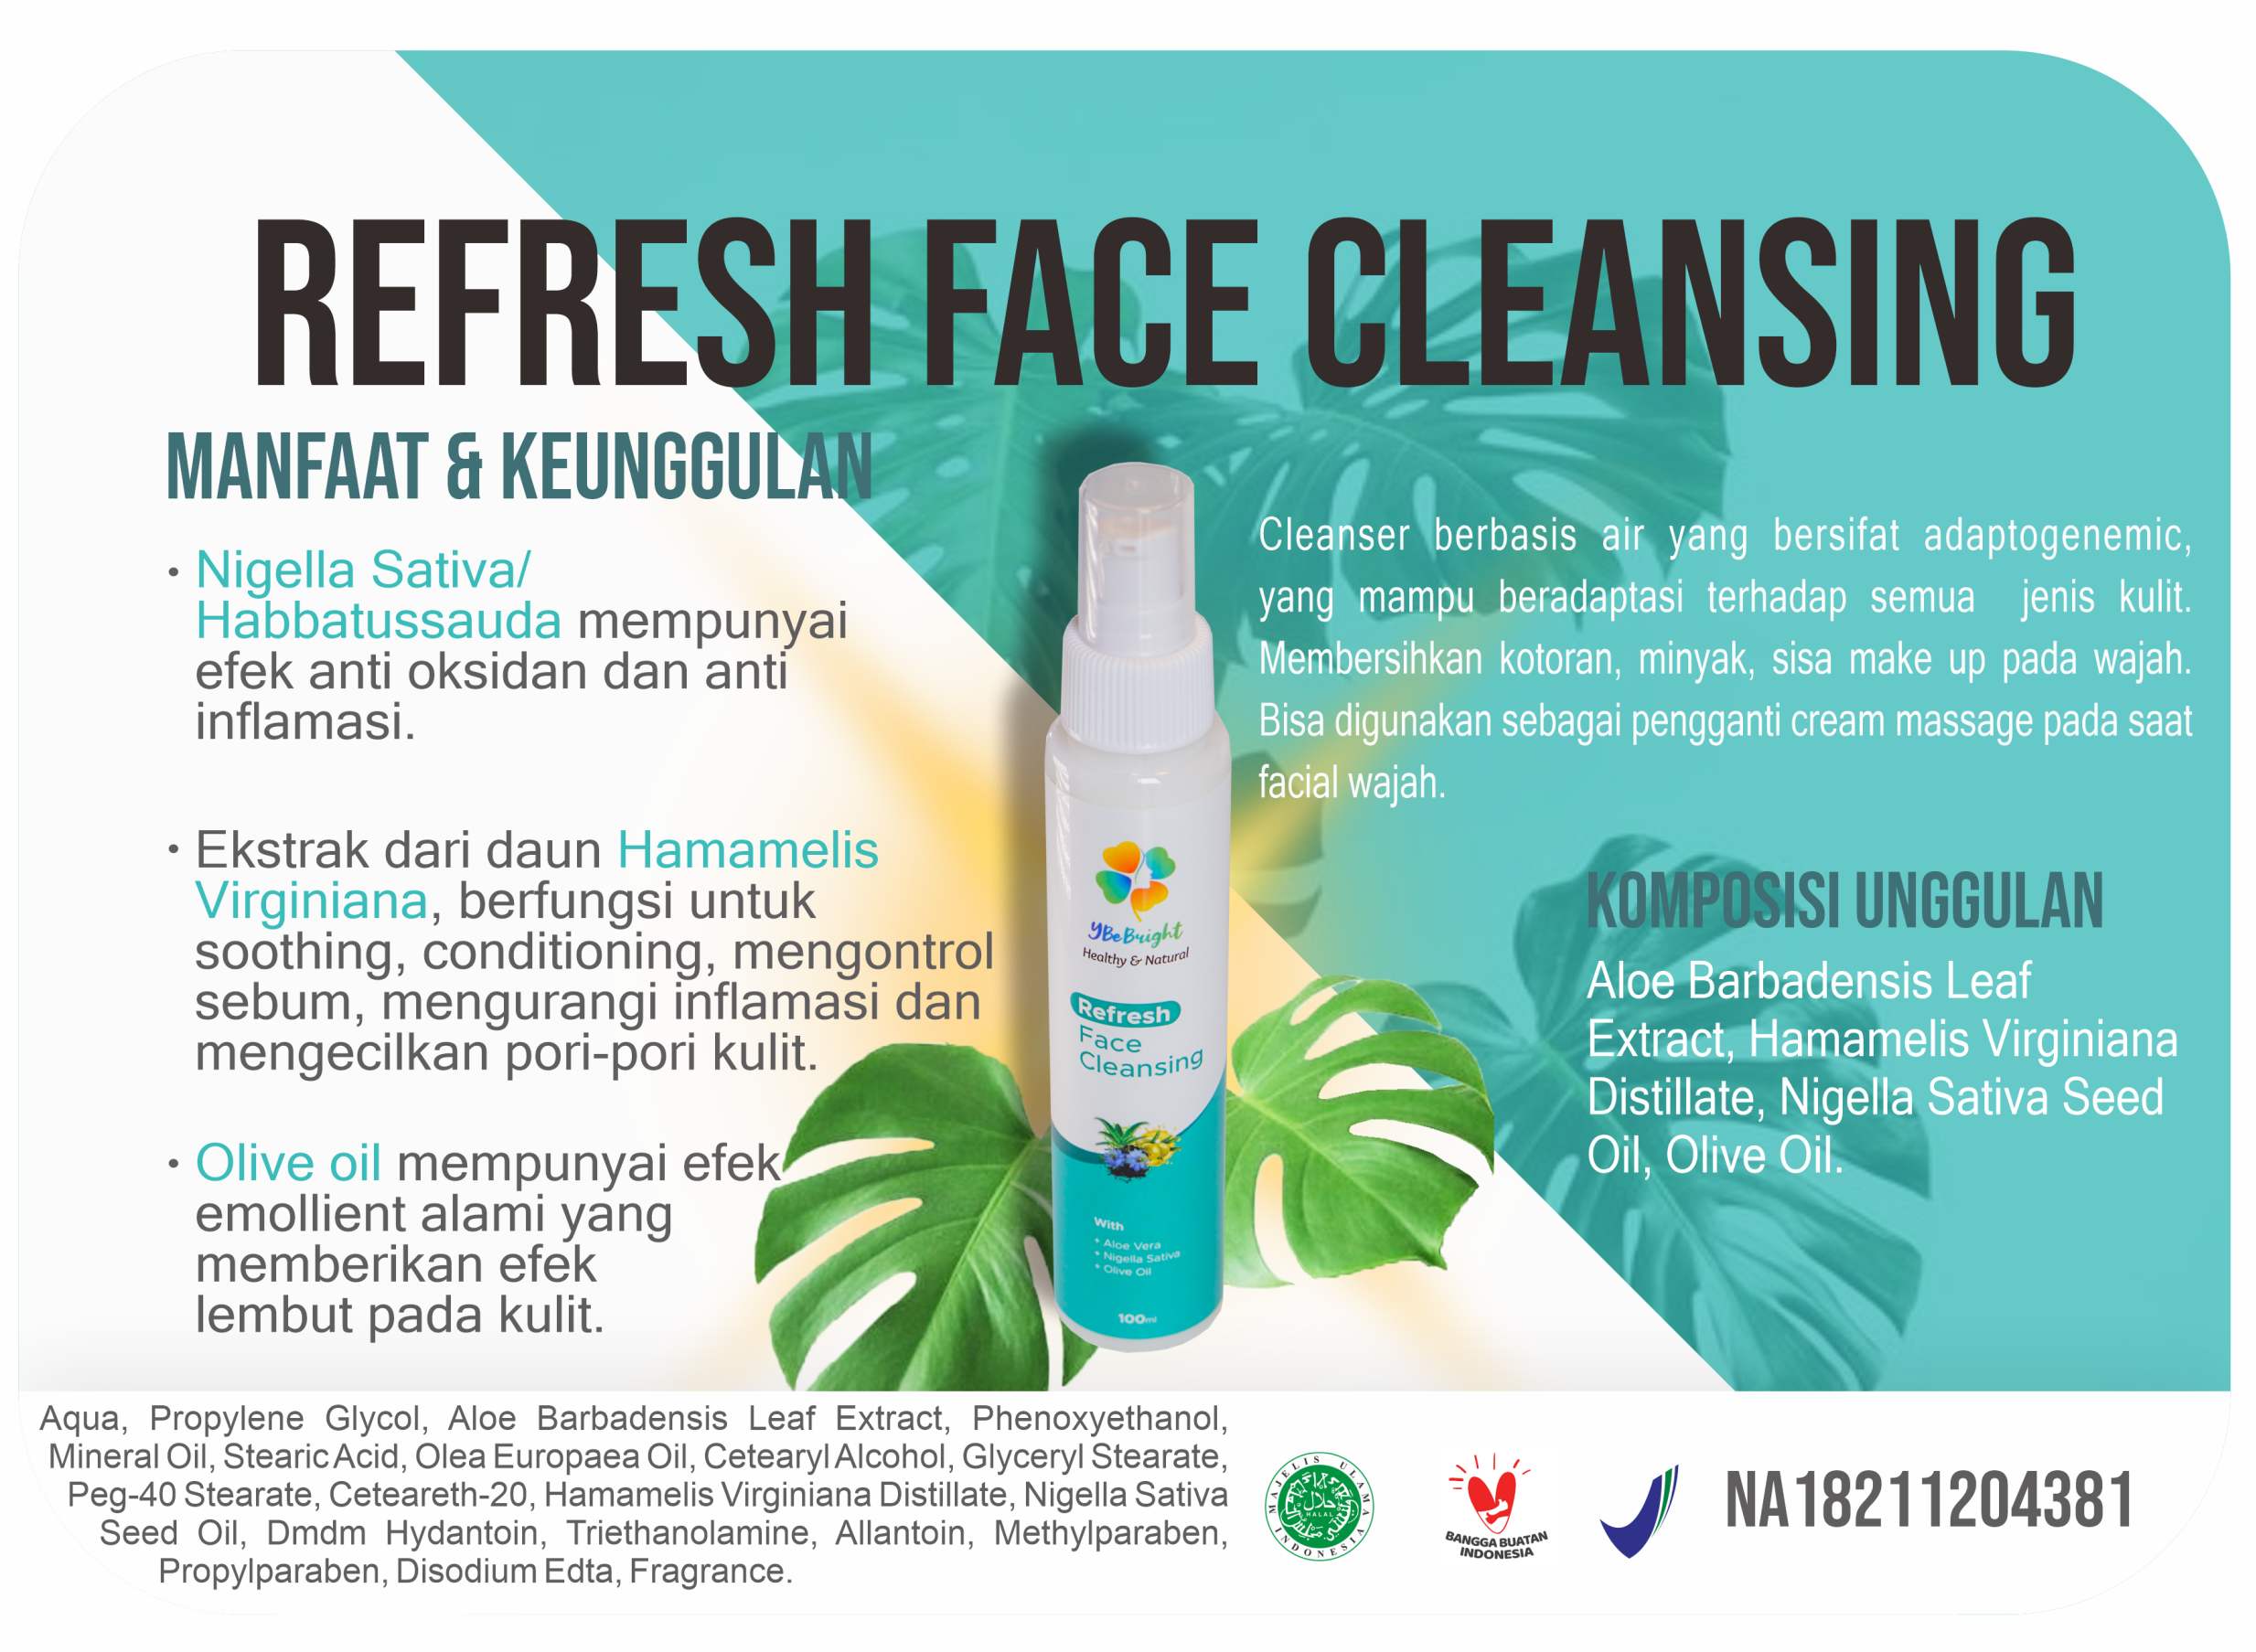 REFRESH FACE CLEANSING
MANFAAT & KEUNGGULAN
• Nigella Sativa/
Habbatussauda mempunyai
efek anti oksidan dan anti
inflamasi.
• Ekstrak dari daun Hamamelis
Virginiana, berfungsi untuk
soothing, conditioning, mengontrol
sebum, mengurangi inflamasi dan
mengecilkan pori-pori kulit.
• Olive oil mempunyai efek
emollient alami yang
memberikan efek
lembut pada kulit.
YBeBright
Healthy & Natural
Refresh
Face
Cleansing
With
* Aloe Vera
* Nigella Sativa
* Olive Oil
100ml
Cleanser berbasis air yang bersifat adaptogenemic,
yang mampu beradaptasi terhadap semua jenis kulit.
Membersihkan kotoran, minyak, sisa make up pada wajah.
Bisa digunakan sebagai pengganti cream massage pada saat
facial wajah.
KOMPOSISI UNGGULAN
Aloe Barbadensis Leaf
Extract, Hamamelis Virginiana
Distillate, Nigella Sativa Seed
Oil, Olive Oil.
Aqua, Propylene Glycol, Aloe Barbadensis Leaf Extract, Phenoxyethanol,
Mineral Oil, Stearic Acid, Olea Europaea Oil, Cetearyl Alcohol, Glyceryl Stearate,
Peg-40 Stearate, Ceteareth-20, Hamamelis Virginiana Distillate, Nigella Sativa
Seed Oil, Dmdm Hydantoin, Triethanolamine, Allantoin, Methylparaben,
Propylparaben, Disodium Edta, Fragrance.
MAJELIS ULAMA INDONESIA
حلال
HALAL
BANGGA BUATAN
INDONESIA
NA18211204381